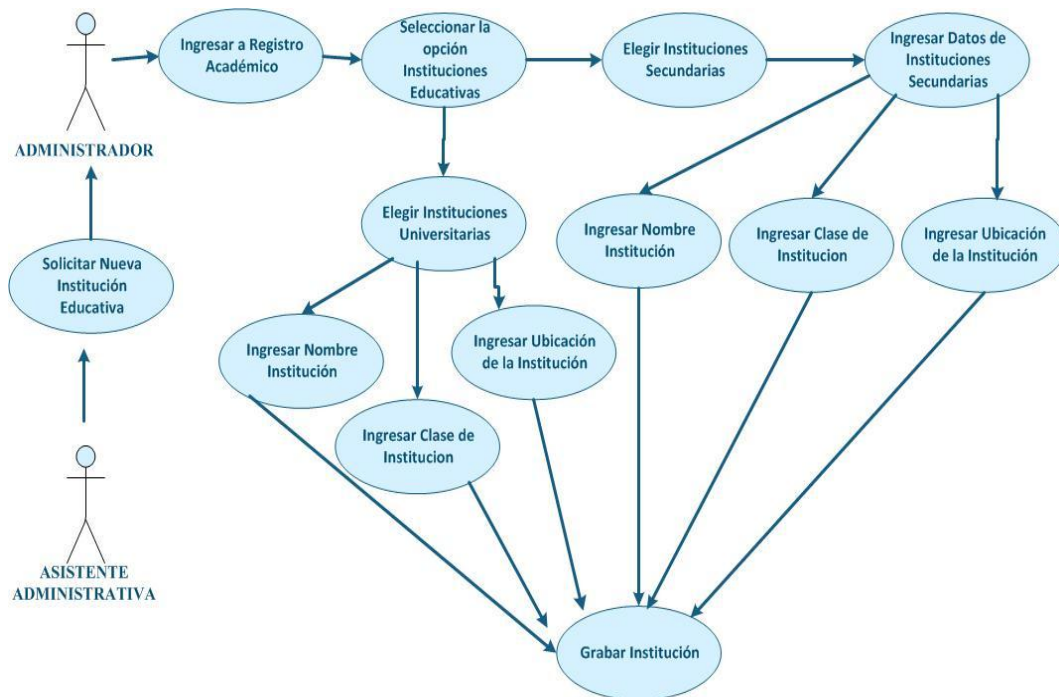 Ingresar a Registro
Académico
Seleccionar la
opción
Instituciones
Educativas
Elegir Instituciones
Secundarias
Ingresar Datos de
Instituciones
Secundarias
ADMINISTRADOR
Elegir Instituciones
Universitarias
Ingresar Nombre
Institución
Ingresar Clase de
Institucion
Ingresar Ubicación
de la Institución
Solicitar Nueva
Institución
Educativa
Ingresar Nombre
Institución
Ingresar Ubicación
de la Institución
Ingresar Clase de
Institucion
ASISTENTE
ADMINISTRATIVA
Grabar Institución